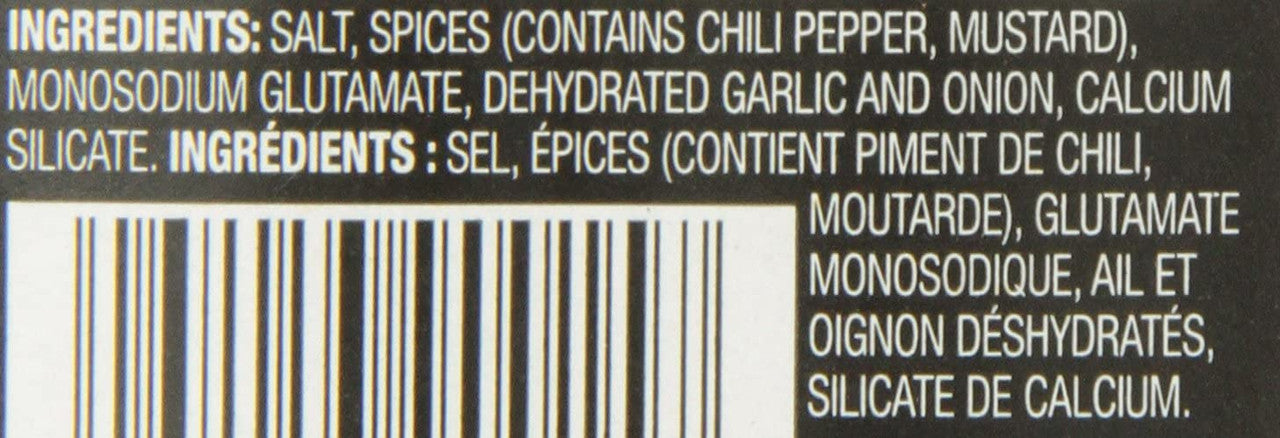 INGREDIENTS: SALT, SPICES (CONTAINS CHILI PEPPER, MUSTARD),
MONOSODIUM GLUTAMATE, DEHYDRATED GARLIC AND ONION, CALCIUM
SILICATE. INGRÉDIENTS : SEL, ÉPICES (CONTIENT PIMENT DE CHILI,
MOUTARDE), GLUTAMATE
MONOSODIQUE, AIL ET
OIGNON DÉSHYDRATÉS,
SILICATE DE CALCIUM.